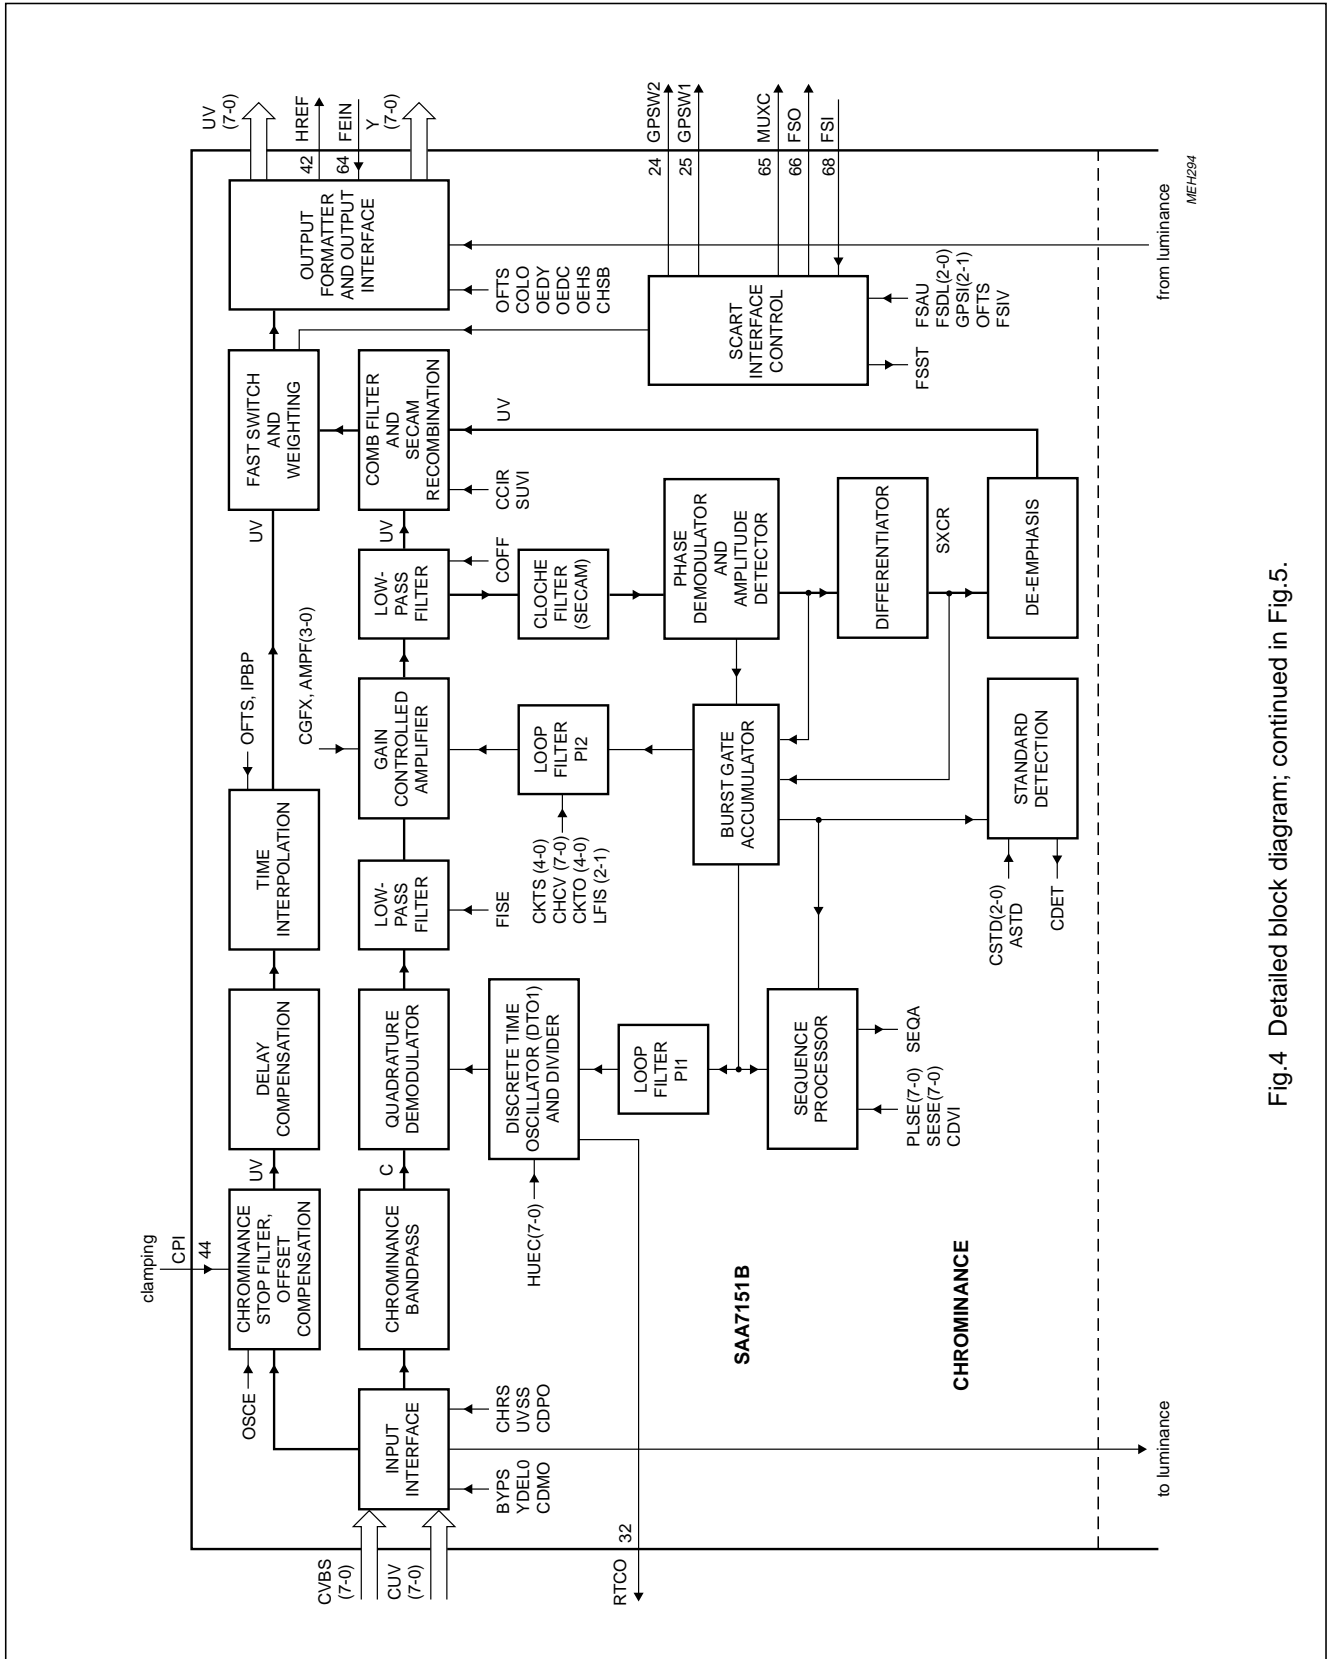 clamping
CPI
44
UV
(7-0)
HREF
42
FEIN
64
Y
(7-0)
GPSW2
24
GPSW1
25
MUXC
65
FSO
66
FSI
68
OSCE
CHROMINANCE
STOP FILTER,
OFFSET
COMPENSATION
UV
DELAY
COMPENSATION
TIME
INTERPOLATION
OFTS, IPBP
UV
FAST SWITCH
AND
WEIGHTING
OUTPUT
FORMATTER
AND OUTPUT
INTERFACE
OFTS
COLO
OEDY
OEDC
OEHS
CHSB
CVBS
(7-0)
CUV
(7-0)
INPUT
INTERFACE
BYPS
YDEL0
CDMO
CHRS
UVSS
CDPO
CHROMINANCE
BANDPASS
C
QUADRATURE
DEMODULATOR
LOW-
PASS
FILTER
FISE
CGFX, AMPF(3-0)
GAIN
CONTROLLED
AMPLIFIER
LOW-
PASS
FILTER
COFF
UV
COMB FILTER
AND
SECAM
RECOMBINATION
CCIR
SUVI
UV
HUEC(7-0)
DISCRETE TIME
OSCILLATOR (DTO1)
AND DIVIDER
RTCO
32
LOOP
FILTER
PI1
LOOP
FILTER
PI2
CKTS (4-0)
CHCV (7-0)
CKTO (4-0)
LFIS (2-1)
CLOCHE
FILTER
(SECAM)
PHASE
DEMODULATOR
AND
AMPLITUDE
DETECTOR
SCART
INTERFACE
CONTROL
FSST
FSAU
FSDL(2-0)
GPSI(2-1)
OFTS
FSIV
BURST GATE
ACCUMULATOR
DIFFERENTIATOR
SXCR
SEQUENCE
PROCESSOR
PLSE(7-0)
SESE(7-0)
CDVI
SEQA
STANDARD
DETECTION
CSTD(2-0)
ASTD
CDET
DE-EMPHASIS
SAA7151B
CHROMINANCE
to luminance
from luminance
MEH294
Fig.4 Detailed block diagram; continued in Fig.5.